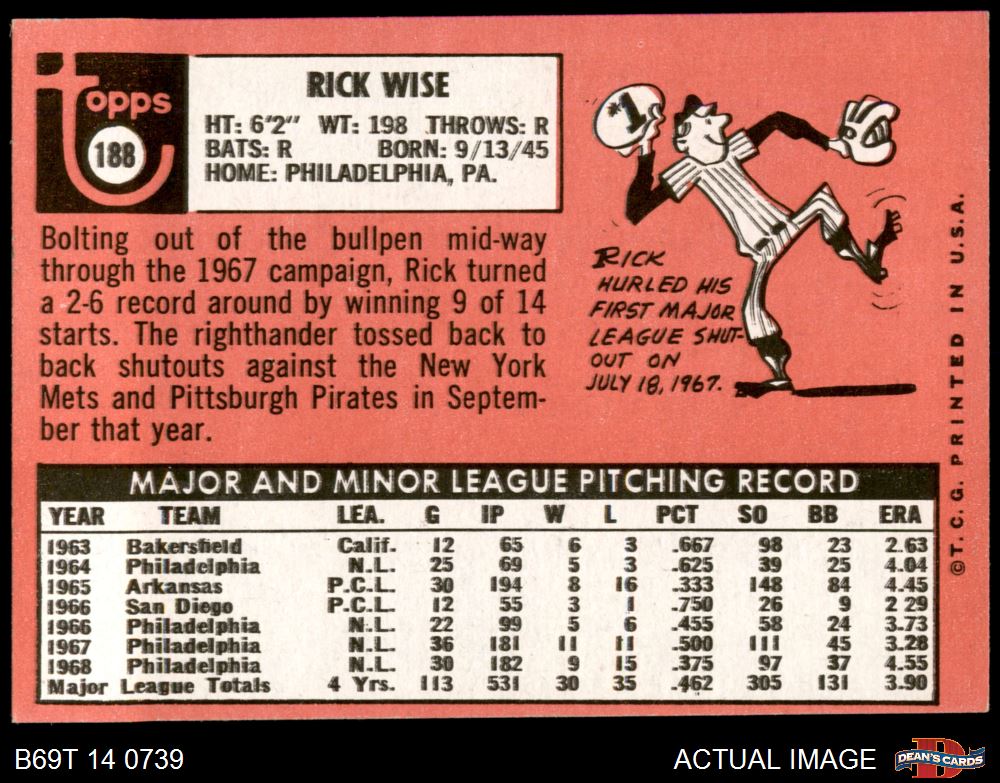 topps
188
RICK WISE
HT: 6'2" WT: 198 THROWS: R
BATS: R BORN: 9/13/45
HOME: PHILADELPHIA, PA.
Bolting out of the bullpen mid-way
through the 1967 campaign, Rick turned
a 2-6 record around by winning 9 of 14
starts. The righthander tossed back to
back shutouts against the New York
Mets and Pittsburgh Pirates in Septem-
ber that year.
#1
RICK
HURLED HIS
FIRST MAJOR
LEAGUE SHUT-
OUT ON
JULY 18, 1967.
©T. C. G. PRINTED IN U.S.A.
MAJOR AND MINOR LEAGUE PITCHING RECORD
YEAR TEAM LEA. G IP W L PCT SO BB ERA
1963 Bakersfield Calif. 12 65 6 3 .667 98 23 2.63
1964 Philadelphia N.L. 25 69 5 3 .625 39 25 4.04
1965 Arkansas P.C.L. 30 194 8 16 .333 148 84 4.45
1966 San Diego P.C.L. 12 55 3 1 .750 26 9 2 29
1966 Philadelphia N.L. 22 99 5 6 .455 58 24 3.73
1967 Philadelphia N.L. 36 181 11 11 .500 111 45 3.28
1968 Philadelphia N.L. 30 182 9 15 .375 97 37 4.55
Major League Totals 4 Yrs. 113 531 30 35 .462 305 131 3.90
B69T 14 0739
ACTUAL IMAGE
D
DEAN'S CARDS